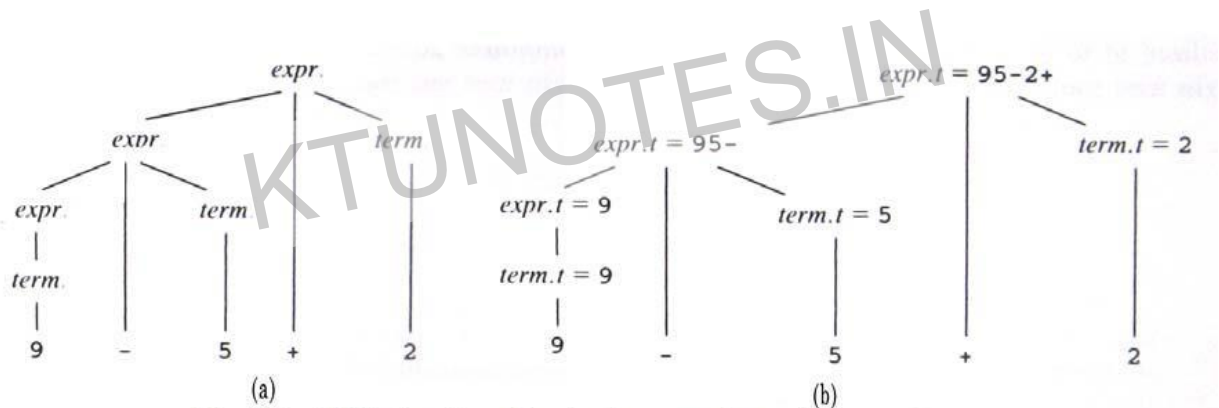 expr.
expr
term
expr.
term.
term.
9 - 5 + 2
(a)
expr.t = 95-2+
expr.t = 95-
term.t = 2
expr.t = 9
term.t = 5
term.t = 9
9 - 5 + 2
(b)
KTUNOTES.IN